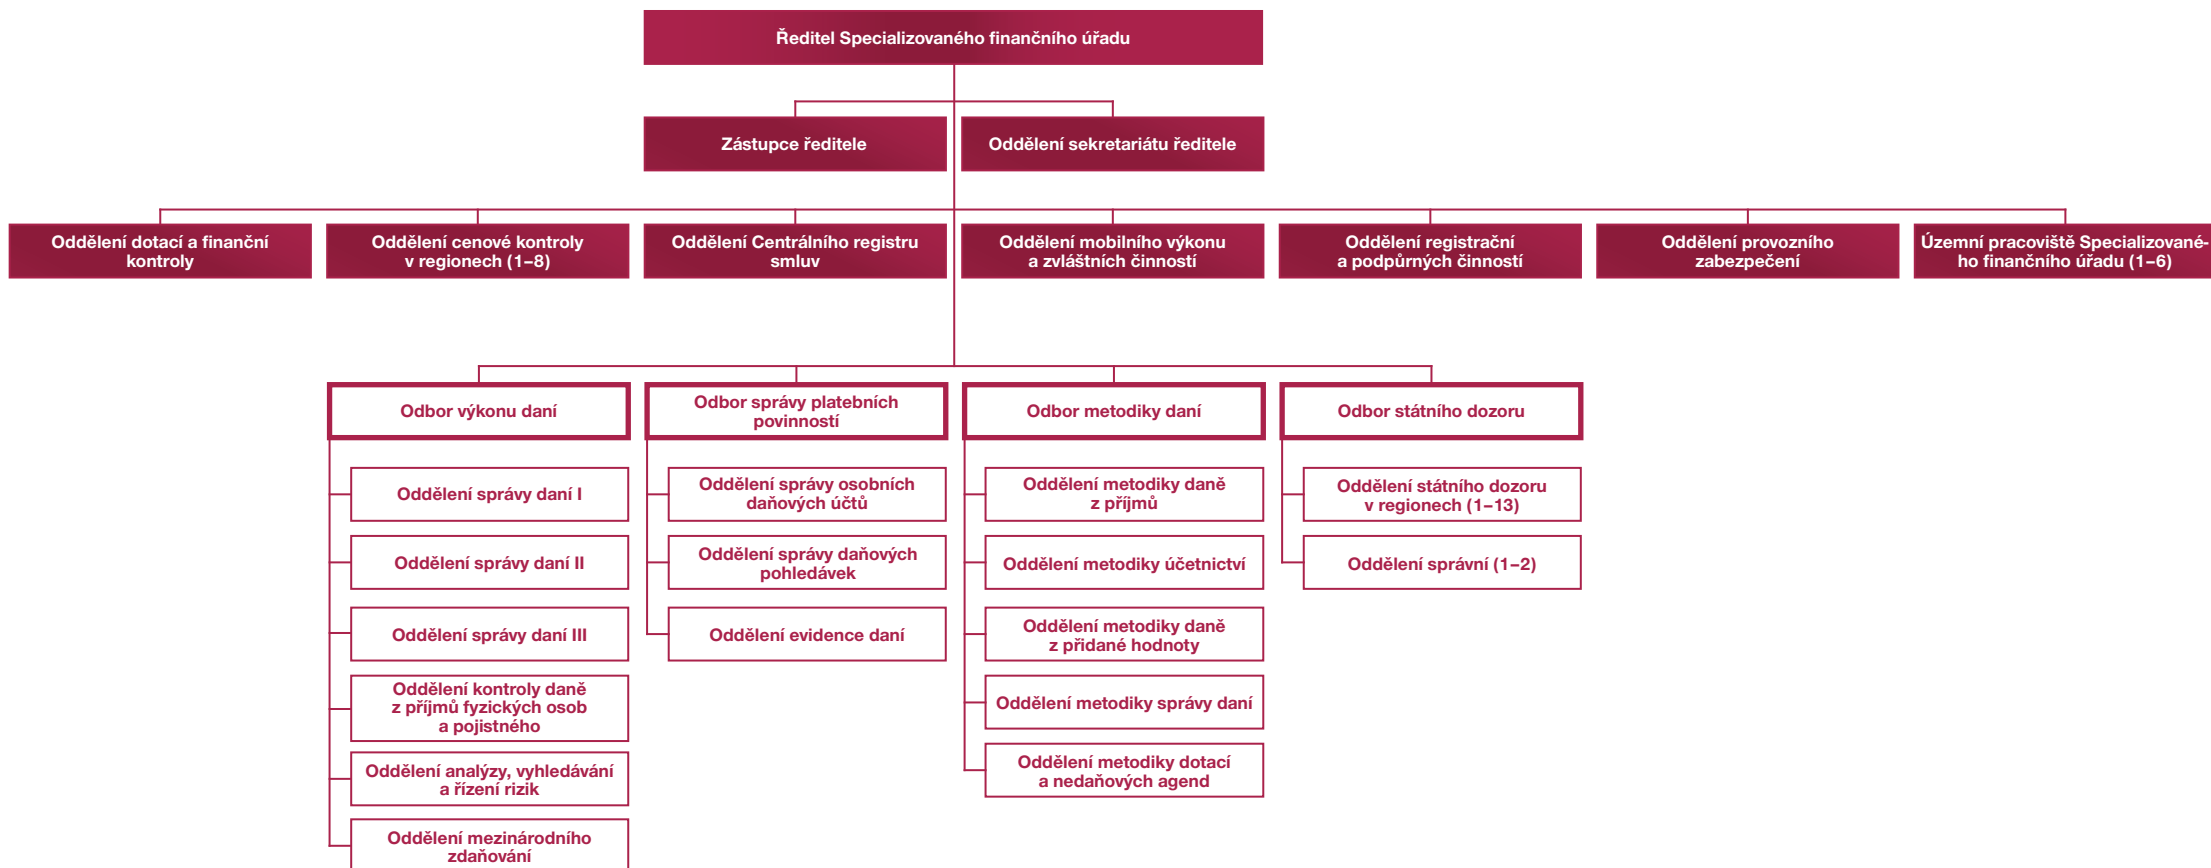 Ředitel Specializovaného finančního úřadu
Zástupce ředitele
Oddělení sekretariátu ředitele
Oddělení dotací a finanční
kontroly
Oddělení cenové kontroly
v regionech (1–8)
Oddělení Centrálního registru
smluv
Oddělení mobilního výkonu
a zvláštních činností
Oddělení registrační
a podpůrných činností
Oddělení provozního
zabezpečení
Územní pracoviště Specializované-
ho finančního úřadu (1–6)
Odbor výkonu daní
Oddělení správy daní I
Oddělení správy daní II
Oddělení správy daní III
Oddělení kontroly daně
z příjmů fyzických osob
a pojistného
Oddělení analýzy, vyhledávání
a řízení rizik
Oddělení mezinárodního
zdaňování
Odbor správy platebních
povinností
Oddělení správy osobních
daňových účtů
Oddělení správy daňových
pohledávek
Oddělení evidence daní
Odbor metodiky daní
Oddělení metodiky daně
z příjmů
Oddělení metodiky účetnictví
Oddělení metodiky daně
z přidané hodnoty
Oddělení metodiky správy daní
Oddělení metodiky dotací
a nedaňových agend
Odbor státního dozoru
Oddělení státního dozoru
v regionech (1–13)
Oddělení správní (1–2)